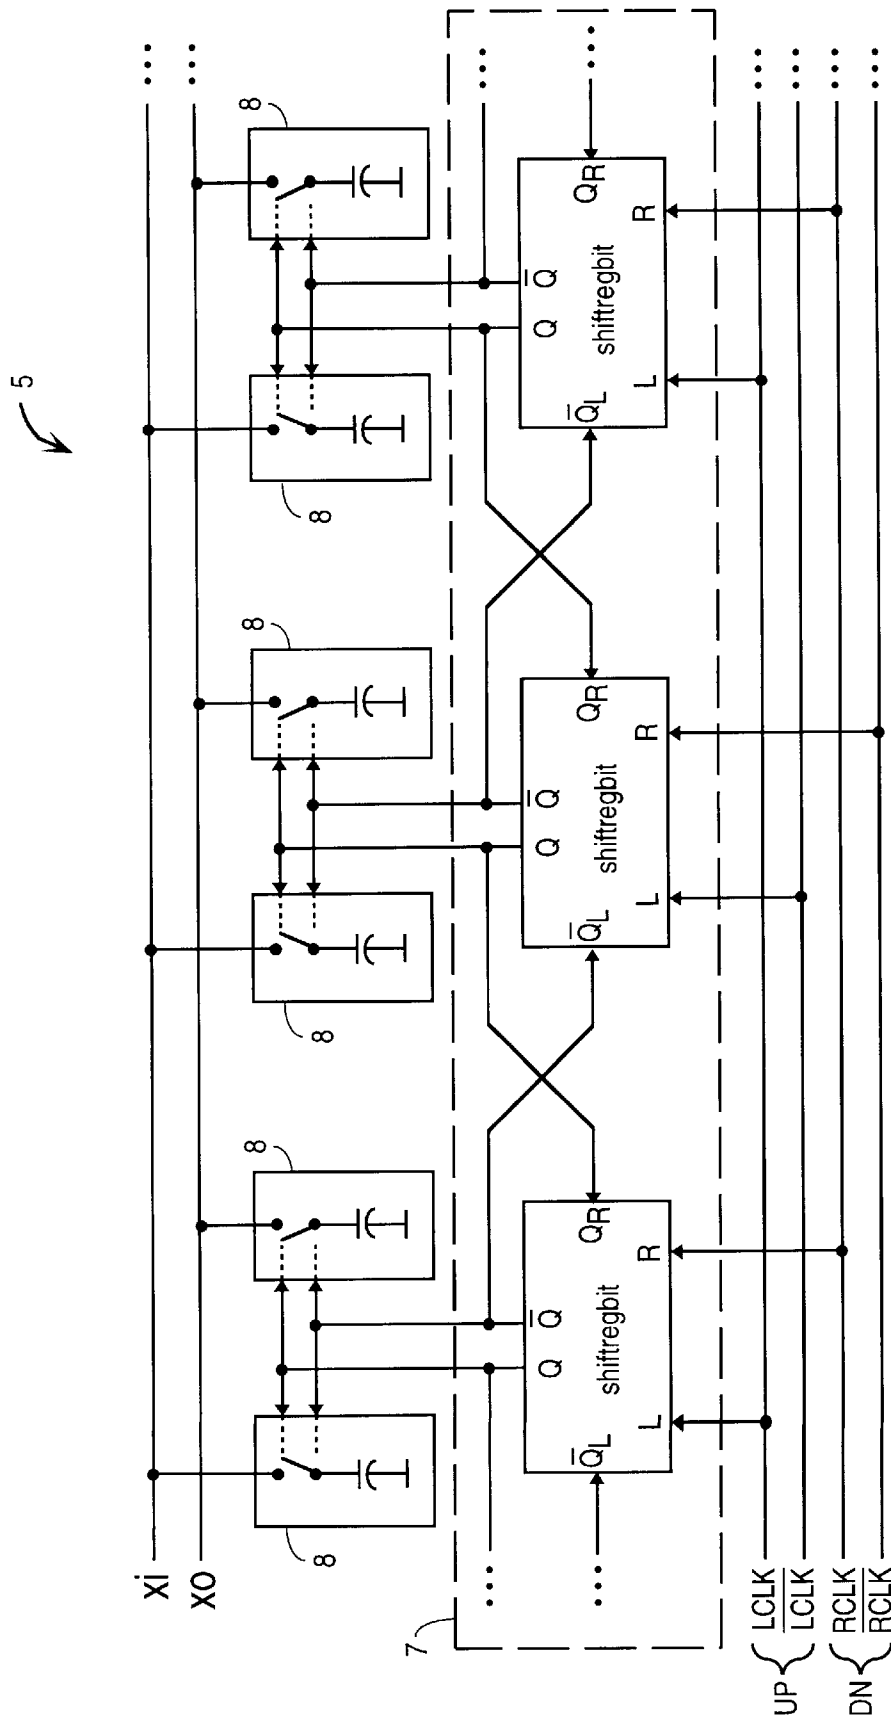 5
xi
xo
8
8
8
8
8
8
7
Q
Q̅
Q̅L
QR
shiftregbit
L
R
Q
Q̅
Q̅L
QR
shiftregbit
L
R
Q
Q̅
Q̅L
QR
shiftregbit
L
R
UP
LCLK
L̅C̅L̅K̅
DN
RCLK
R̅C̅L̅K̅